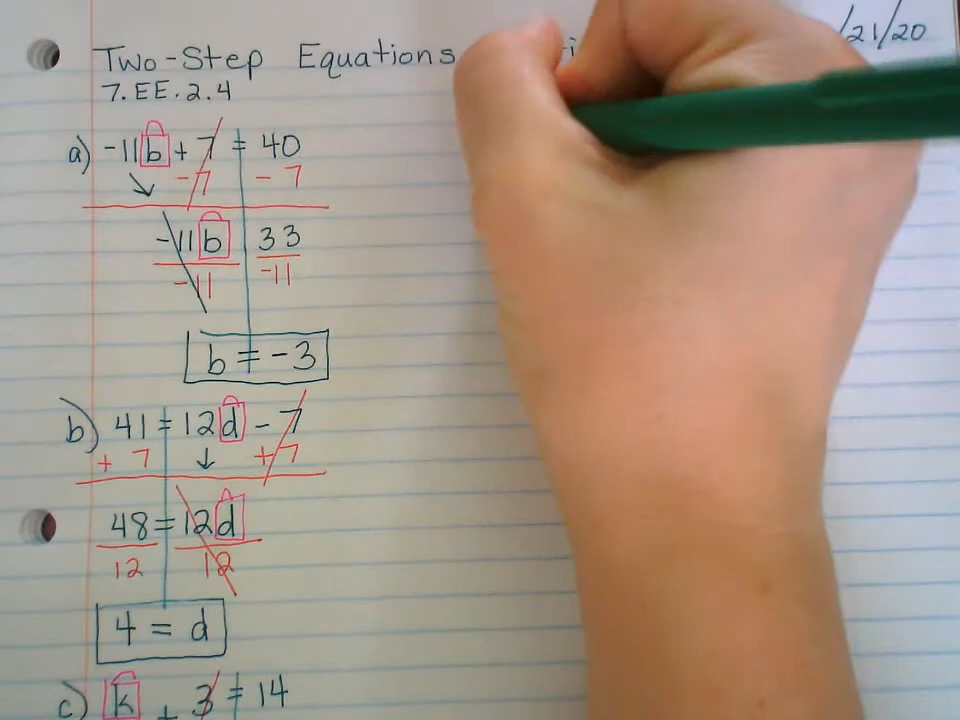 Two-Step Equations /21/20
7.EE.2.4
a) -11b + 7 = 40
-7 - 7
-11b 33
-11 -11
b = -3
b) 41 = 12d - 7
+ 7 ↓ + 7
48 = 12d
12 12
4 = d
c) k + 3 = 14